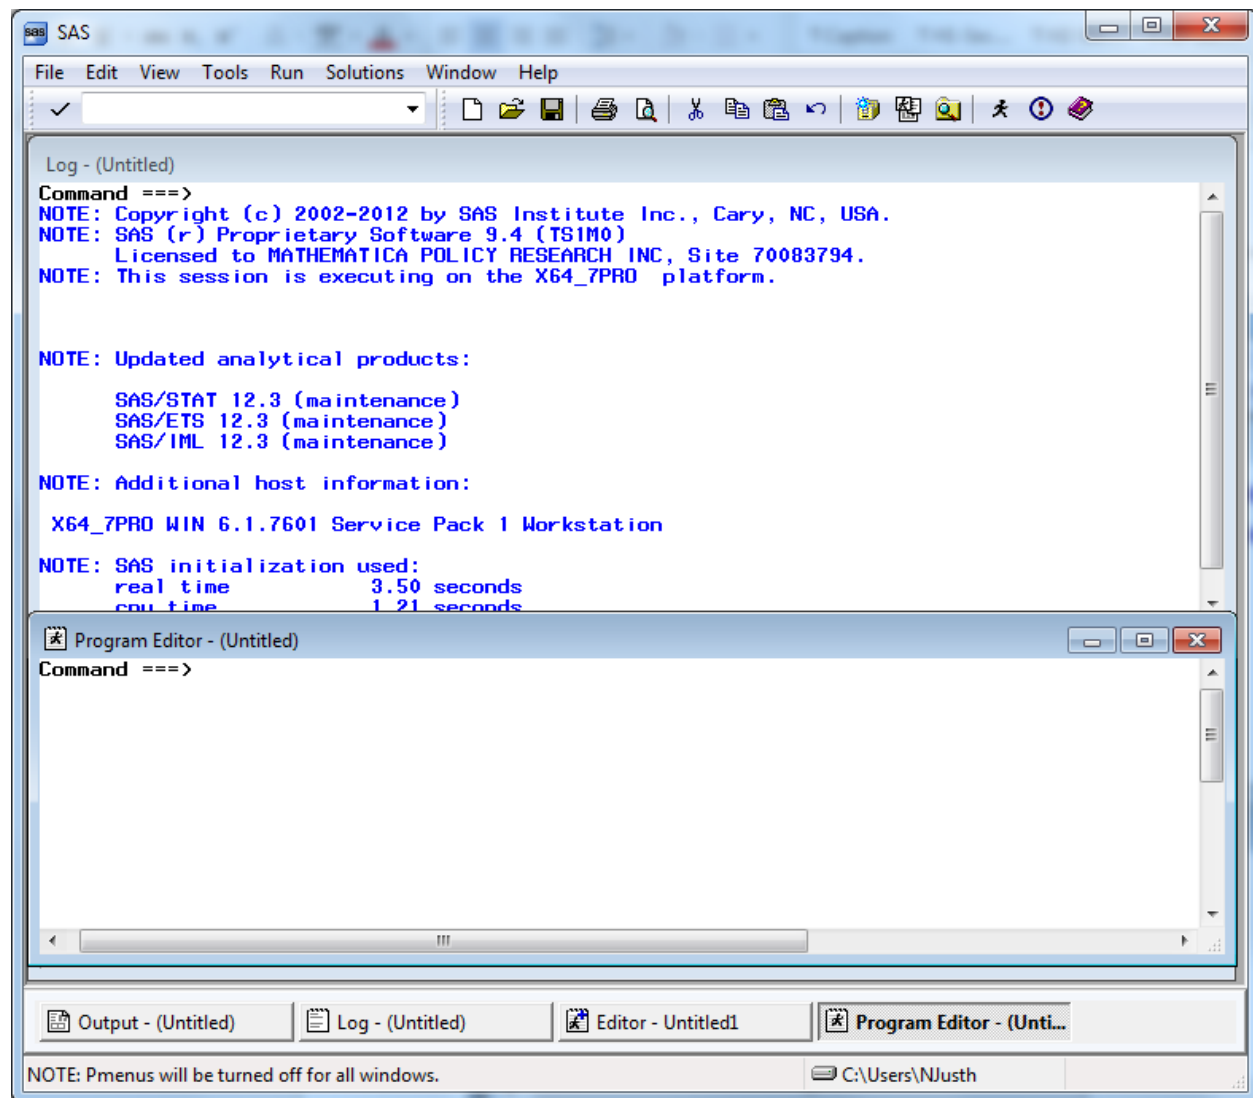 SAS
File Edit View Tools Run Solutions Window Help
Log - (Untitled)
Command ===>
NOTE: Copyright (c) 2002-2012 by SAS Institute Inc., Cary, NC, USA.
NOTE: SAS (r) Proprietary Software 9.4 (TS1M0)
Licensed to MATHEMATICA POLICY RESEARCH INC, Site 70083794.
NOTE: This session is executing on the X64_7PRO platform.
NOTE: Updated analytical products:
SAS/STAT 12.3 (maintenance)
SAS/ETS 12.3 (maintenance)
SAS/IML 12.3 (maintenance)
NOTE: Additional host information:
X64_7PRO WIN 6.1.7601 Service Pack 1 Workstation
NOTE: SAS initialization used:
real time 3.50 seconds
cpu time 1.21 seconds
Program Editor - (Untitled)
Command ===>
Output - (Untitled) Log - (Untitled) Editor - Untitled1 Program Editor - (Unti...
NOTE: Pmenus will be turned off for all windows. C:\Users\NJusth